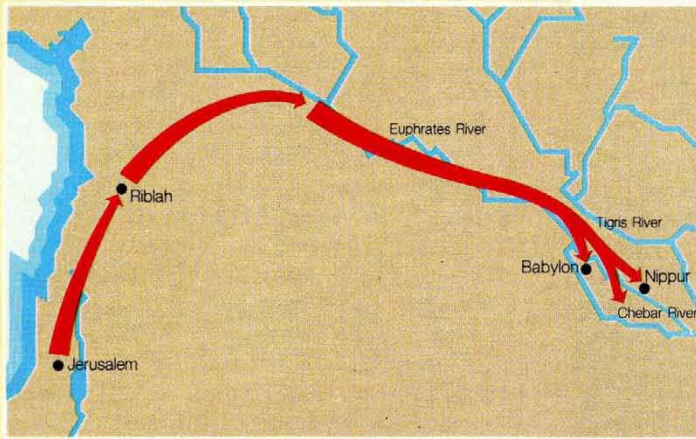 Euphrates River
Riblah
Tigris River
Babylon
Nippur
Chebar River
Jerusalem